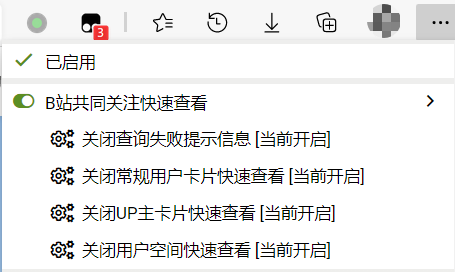 3
已启用
B站共同关注快速查看
关闭查询失败提示信息 [当前开启]
关闭常规用户卡片快速查看 [当前开启]
关闭UP主卡片快速查看 [当前开启]
关闭用户空间快速查看 [当前开启]